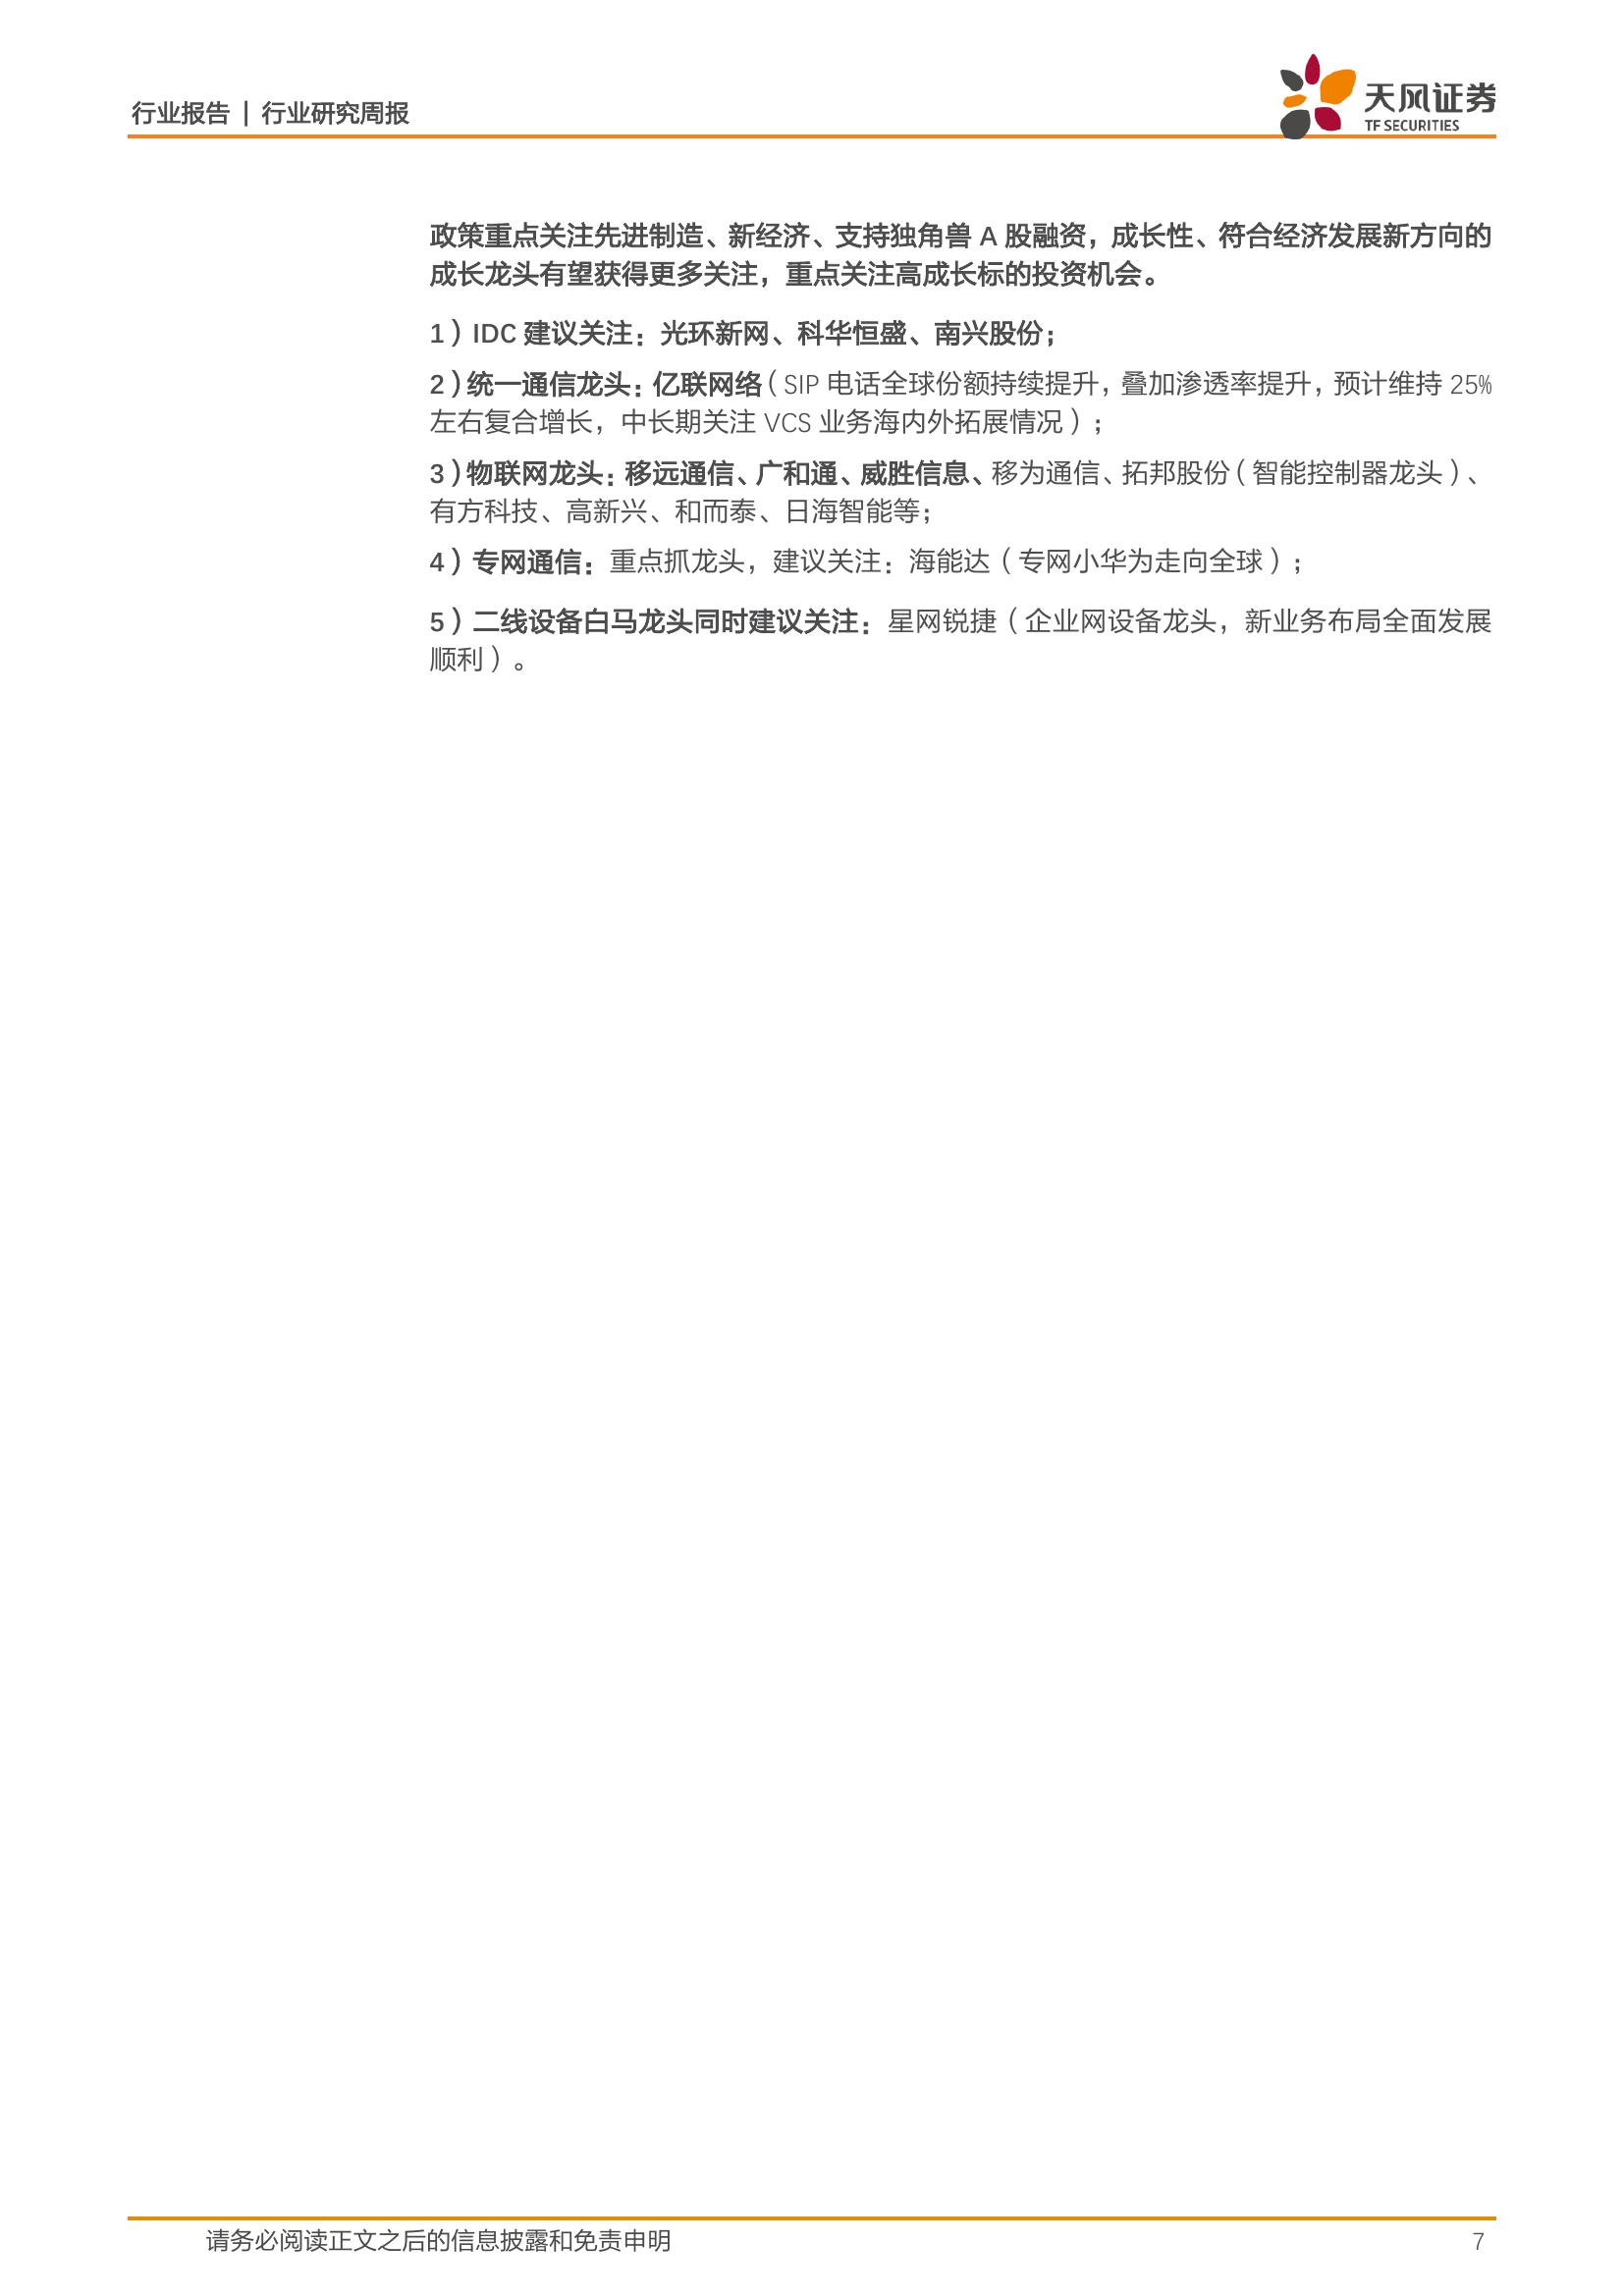 行业报告 | 行业研究周报
天风证券
TF SECURITIES
政策重点关注先进制造、新经济、支持独角兽 A 股融资，成长性、符合经济发展新方向的
成长龙头有望获得更多关注，重点关注高成长标的投资机会。
1）IDC 建议关注：光环新网、科华恒盛、南兴股份；
2）统一通信龙头：亿联网络（SIP 电话全球份额持续提升，叠加渗透率提升，预计维持 25%
左右复合增长，中长期关注 VCS 业务海内外拓展情况）；
3）物联网龙头：移远通信、广和通、威胜信息、移为通信、拓邦股份（智能控制器龙头）、
有方科技、高新兴、和而泰、日海智能等；
4）专网通信：重点抓龙头，建议关注：海能达（专网小华为走向全球）；
5）二线设备白马龙头同时建议关注：星网锐捷（企业网设备龙头，新业务布局全面发展
顺利）。
请务必阅读正文之后的信息披露和免责申明
7